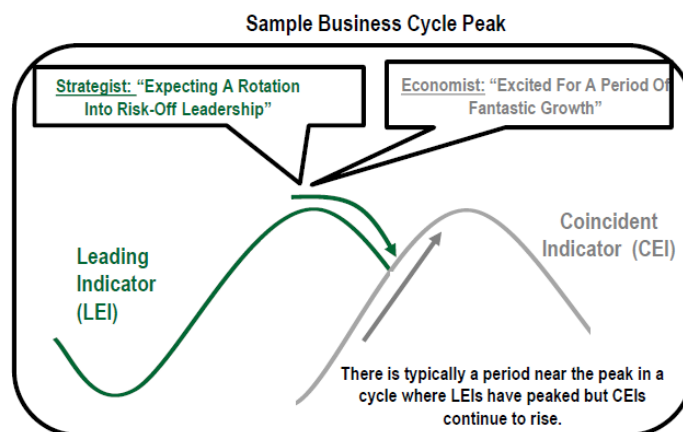 Sample Business Cycle Peak
Strategist: “Expecting A Rotation
Into Risk-Off Leadership”
Economist: “Excited For A Period Of
Fantastic Growth”
Leading
Indicator
(LEI)
Coincident
Indicator (CEI)
There is typically a period near the peak in a
cycle where LEIs have peaked but CEIs
continue to rise.